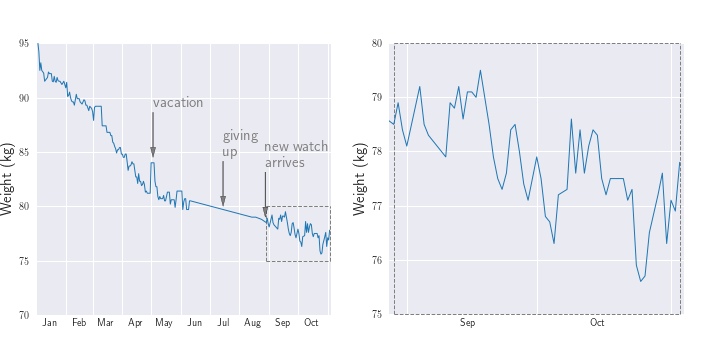 95
90
85
80
75
70
Weight (kg)
vacation
giving
up
new watch
arrives
Jan Feb Mar Apr May Jun Jul Aug Sep Oct
80
79
78
77
76
75
Weight (kg)
Sep Oct